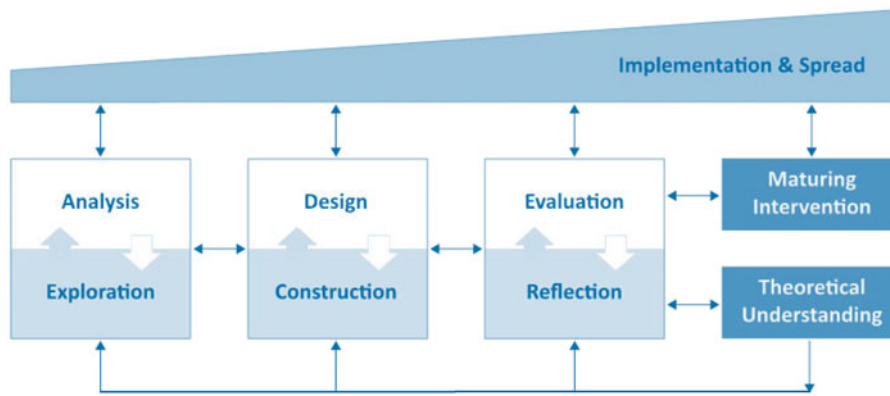 Implementation & Spread
Analysis
Exploration
Design
Construction
Evaluation
Reflection
Maturing
Intervention
Theoretical
Understanding